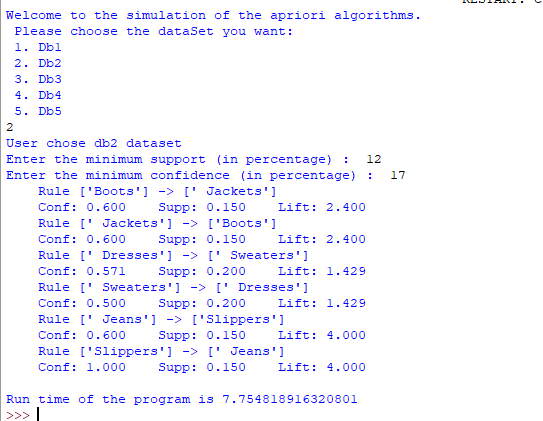 Welcome to the simulation of the apriori algorithms.
Please choose the dataSet you want:
1. Db1
2. Db2
3. Db3
4. Db4
5. Db5
2
User chose db2 dataset
Enter the minimum support (in percentage) :  12
Enter the minimum confidence (in percentage) :  17
Rule ['Boots'] -> [' Jackets']
Conf: 0.600    Supp: 0.150    Lift: 2.400
Rule [' Jackets'] -> ['Boots']
Conf: 0.600    Supp: 0.150    Lift: 2.400
Rule [' Dresses'] -> [' Sweaters']
Conf: 0.571    Supp: 0.200    Lift: 1.429
Rule [' Sweaters'] -> [' Dresses']
Conf: 0.500    Supp: 0.200    Lift: 1.429
Rule [' Jeans'] -> ['Slippers']
Conf: 0.600    Supp: 0.150    Lift: 4.000
Rule ['Slippers'] -> [' Jeans']
Conf: 1.000    Supp: 0.150    Lift: 4.000
Run time of the program is 7.754818916320801
>>>